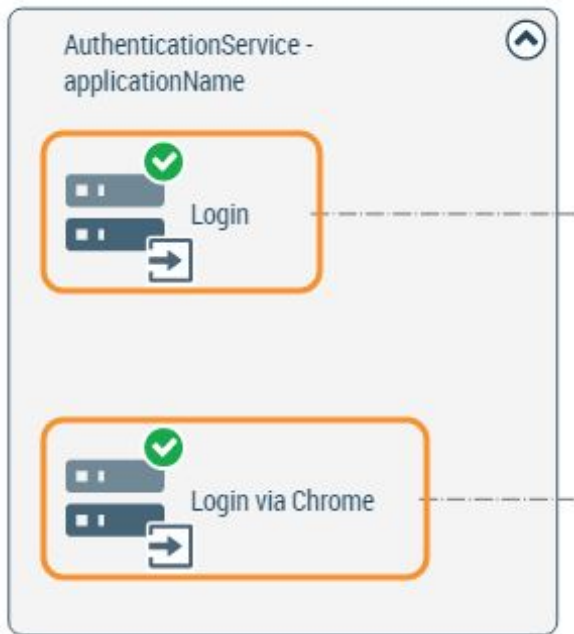 AuthenticationService -
applicationName
Login
Login via Chrome